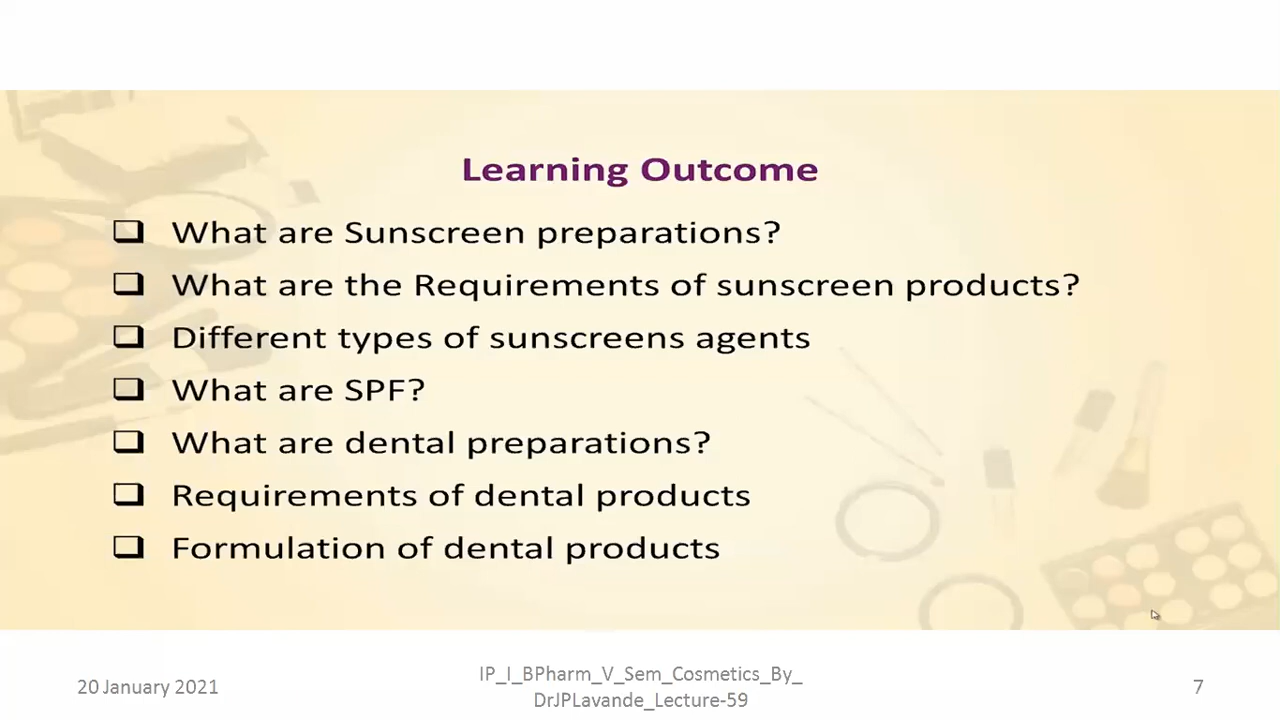 Learning Outcome
What are Sunscreen preparations?
What are the Requirements of sunscreen products?
Different types of sunscreens agents
What are SPF?
What are dental preparations?
Requirements of dental products
Formulation of dental products
20 January 2021
IP_I_BPharm_V_Sem_Cosmetics_By_
DrJPLavande_Lecture-59
7